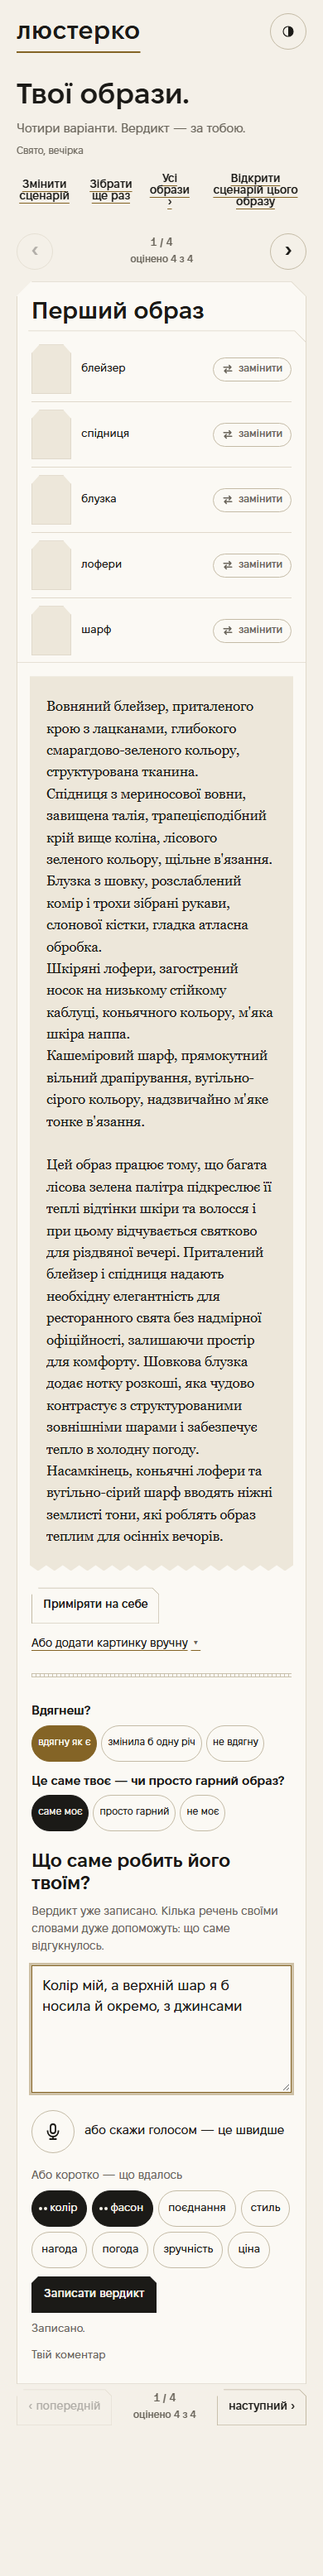 люстерко
Твої образи.
Чотири варіанти. Вердикт — за тобою.
Свято, вечірка
Змінити сценарій
Зібрати ще раз
Усі образи ›
Відкрити сценарій цього образу
‹
1 / 4
оцінено 4 з 4
›
Перший образ
блейзер
⇄ замінити
спідниця
⇄ замінити
блузка
⇄ замінити
лофери
⇄ замінити
шарф
⇄ замінити
Вовняний блейзер, приталеного
крою з лацканами, глибокого
смарагдово-зеленого кольору,
структурована тканина.
Спідниця з мериносової вовни,
завищена талія, трапецієподібний
крій вище коліна, лісового
зеленого кольору, щільне в'язання.
Блузка з шовку, розслаблений
комір і трохи зібрані рукави,
слонової кістки, гладка атласна
обробка.
Шкіряні лофери, загострений
носок на низькому стійкому
каблуці, коньячного кольору, м'яка
шкіра наппа.
Кашеміровий шарф, прямокутний
вільний драпірування, вугільно-
сірого кольору, надзвичайно м'яке
тонке в'язання.
Цей образ працює тому, що багата
лісова зелена палітра підкреслює її
теплі відтінки шкіри та волосся і
при цьому відчувається святково
для різдвяної вечері. Приталений
блейзер і спідниця надають
необхідну елегантність для
ресторанного свята без надмірної
офіційності, залишаючи простір
для комфорту. Шовкова блузка
додає нотку розкоші, яка чудово
контрастує з структурованими
зовнішніми шарами і забезпечує
тепло в холодну погоду.
Насамкінець, коньячні лофери та
вугільно-сірий шарф вводять ніжні
землисті тони, які роблять образ
теплим для осінніх вечорів.
Приміряти на себе
Або додати картинку вручну ▾
Вдягнеш?
вдягну як є
змінила б одну річ
не вдягну
Це саме твоє — чи просто гарний образ?
саме моє
просто гарний
не моє
Що саме робить його
твоїм?
Вердикт уже записано. Кілька речень своїми
словами дуже допоможуть: що саме
відгукнулось.
Колір мій, а верхній шар я б
носила й окремо, з джинсами
або скажи голосом — це швидше
Або коротко — що вдалось
колір
фасон
поєднання
стиль
нагода
погода
зручність
ціна
Записати вердикт
Записано.
Твій коментар
‹ попередній
1 / 4
оцінено 4 з 4
наступний ›